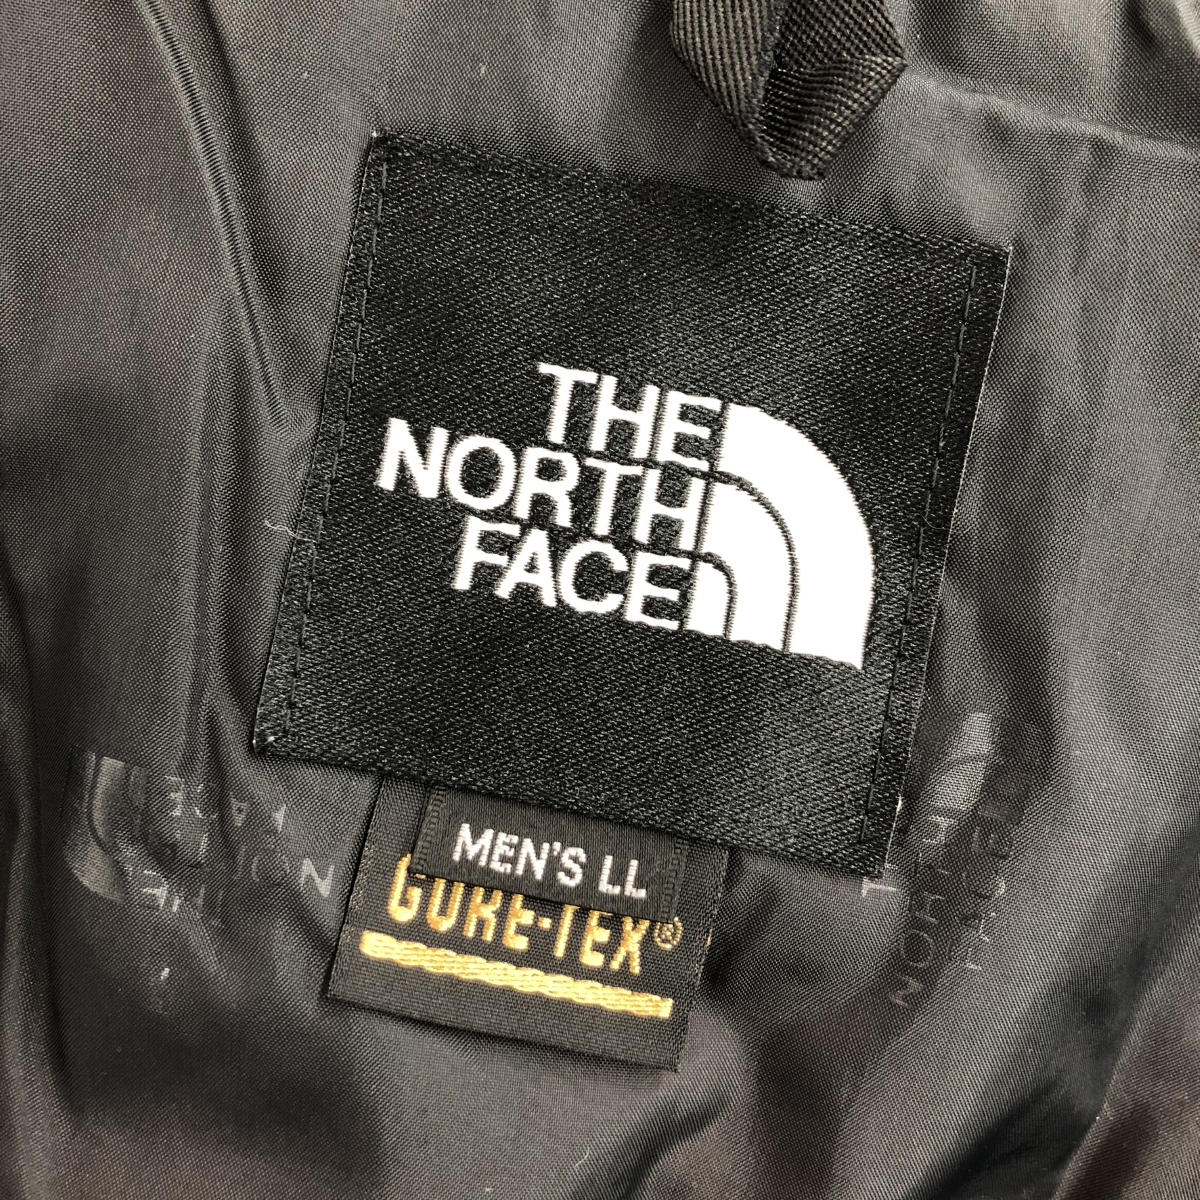 THE
NORTH
FACE
MEN'S LL
GORE-TEX®